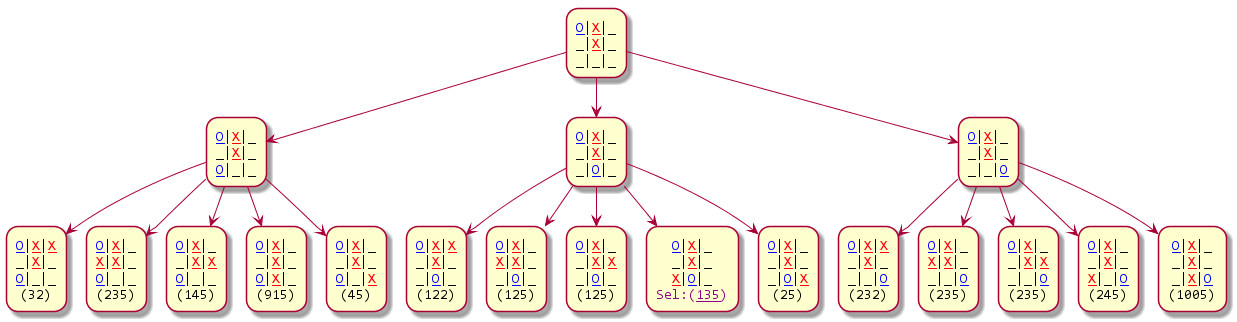 O|X|_
_|X|_
_|_|_
O|X|_
_|X|_
O|_|_
O|X|_
_|X|_
_|O|_
O|X|_
_|X|_
_|_|O
O|X|X
_|X|_
O|_|_
(32)
O|X|_
X|X|_
O|_|_
(235)
O|X|_
_|X|X
O|_|_
(145)
O|X|_
_|X|_
O|X|_
(915)
O|X|_
_|X|_
O|_|X
(45)
O|X|X
_|X|_
_|O|_
(122)
O|X|_
X|X|_
_|O|_
(125)
O|X|_
_|X|X
_|O|_
(125)
O|X|_
_|X|_
X|O|_
Sel:(135)
O|X|_
_|X|_
_|O|X
(25)
O|X|X
_|X|_
_|_|O
(232)
O|X|_
X|X|_
_|_|O
(235)
O|X|_
_|X|X
_|_|O
(235)
O|X|_
_|X|_
X|_|O
(245)
O|X|_
_|X|_
_|X|O
(1005)